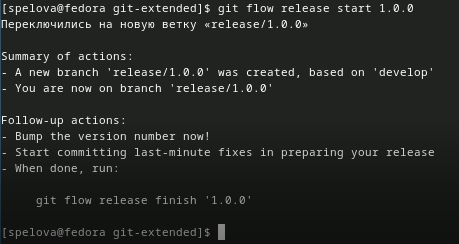 [spelova@fedora git-extended]$ git flow release start 1.0.0
Переключились на новую ветку «release/1.0.0»
Summary of actions:
- A new branch 'release/1.0.0' was created, based on 'develop'
- You are now on branch 'release/1.0.0'
Follow-up actions:
- Bump the version number now!
- Start committing last-minute fixes in preparing your release
- When done, run:
git flow release finish '1.0.0'
[spelova@fedora git-extended]$